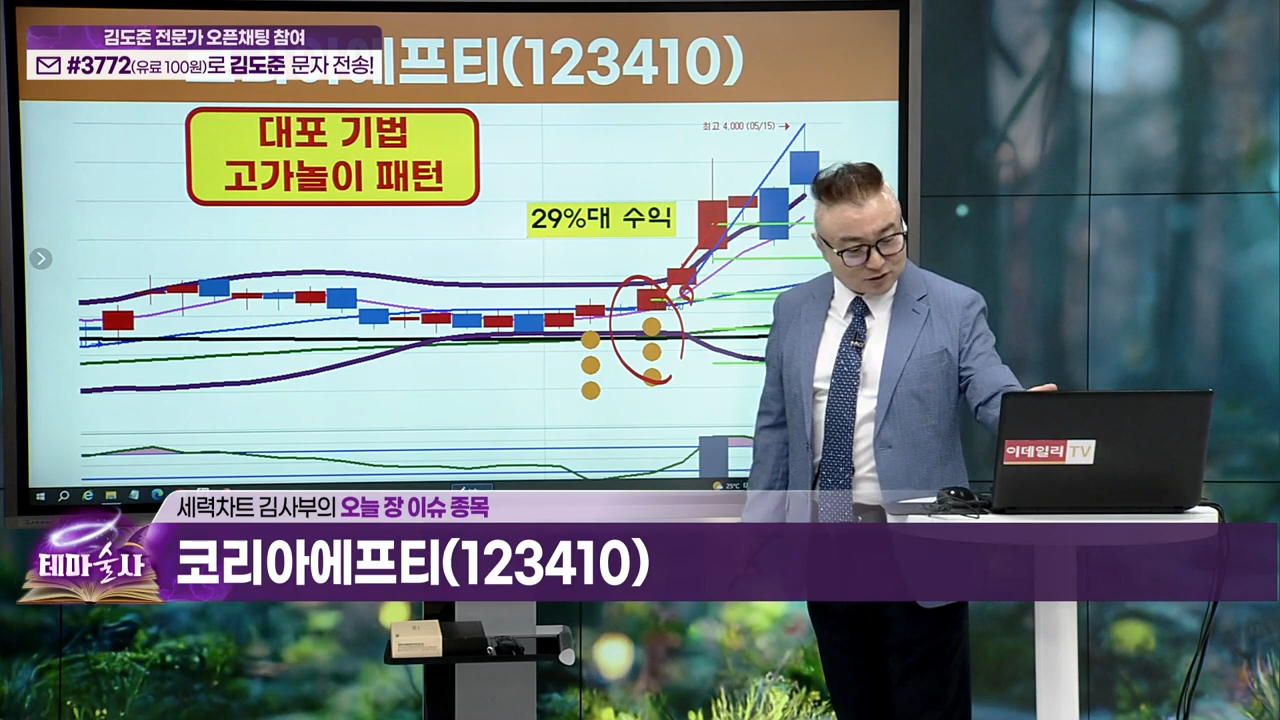 김도준 전문가 오픈채팅 참여
#3772(유료 100원)로 김도준 문자 전송!
에프티(123410)
대포 기법
고가놀이 패턴
최고 4,000 (05/15)
29%대 수익
25℃
이데일리 TV
세력차트 김사부의 오늘 장 이슈 종목
테마술사
코리아에프티(123410)